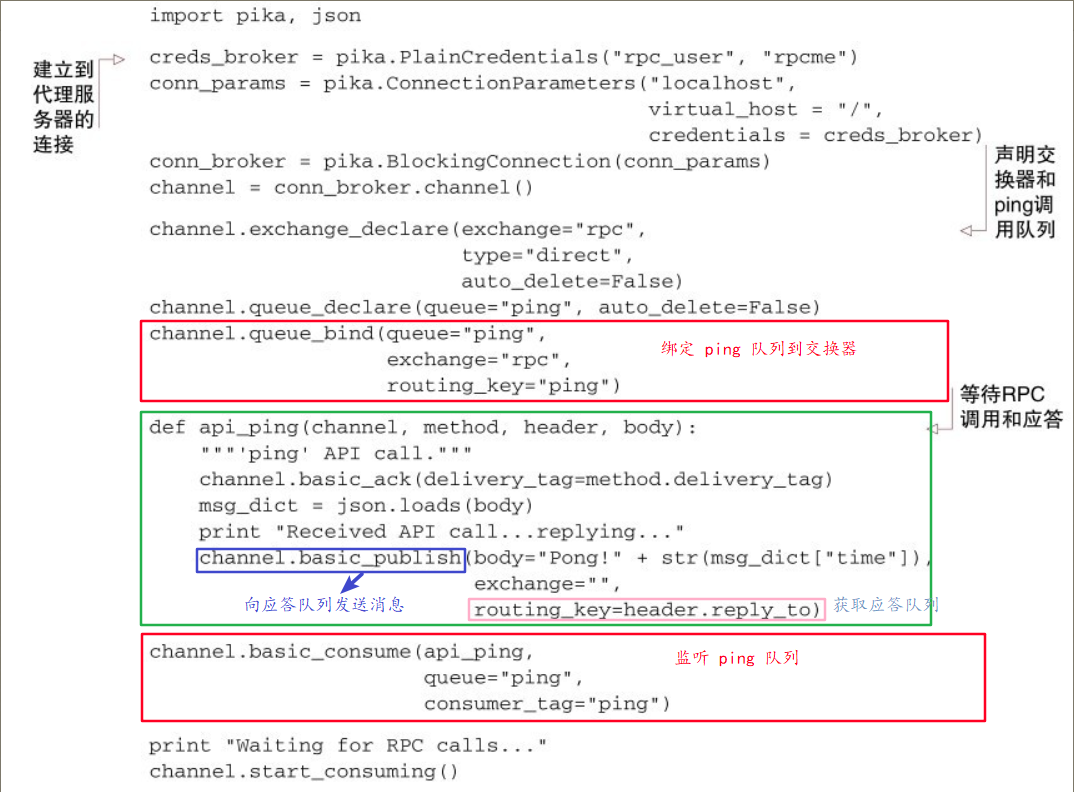 import pika, json
建立到
代理服
务器的
连接
creds_broker = pika.PlainCredentials("rpc_user", "rpcme")
conn_params = pika.ConnectionParameters("localhost",
virtual_host = "/",
credentials = creds_broker)
conn_broker = pika.BlockingConnection(conn_params)
channel = conn_broker.channel()
声明交
换器和
ping调
用队列
channel.exchange_declare(exchange="rpc",
type="direct",
auto_delete=False)
channel.queue_declare(queue="ping", auto_delete=False)
channel.queue_bind(queue="ping",
exchange="rpc",
routing_key="ping")
绑定 ping 队列到交换器
等待RPC
调用和应答
def api_ping(channel, method, header, body):
"""'ping' API call."""
channel.basic_ack(delivery_tag=method.delivery_tag)
msg_dict = json.loads(body)
print "Received API call...replying..."
channel.basic_publish(body="Pong!" + str(msg_dict["time"]),
exchange="",
向应答队列发送消息
routing_key=header.reply_to)
获取应答队列
channel.basic_consume(api_ping,
queue="ping",
consumer_tag="ping")
监听 ping 队列
print "Waiting for RPC calls..."
channel.start_consuming()